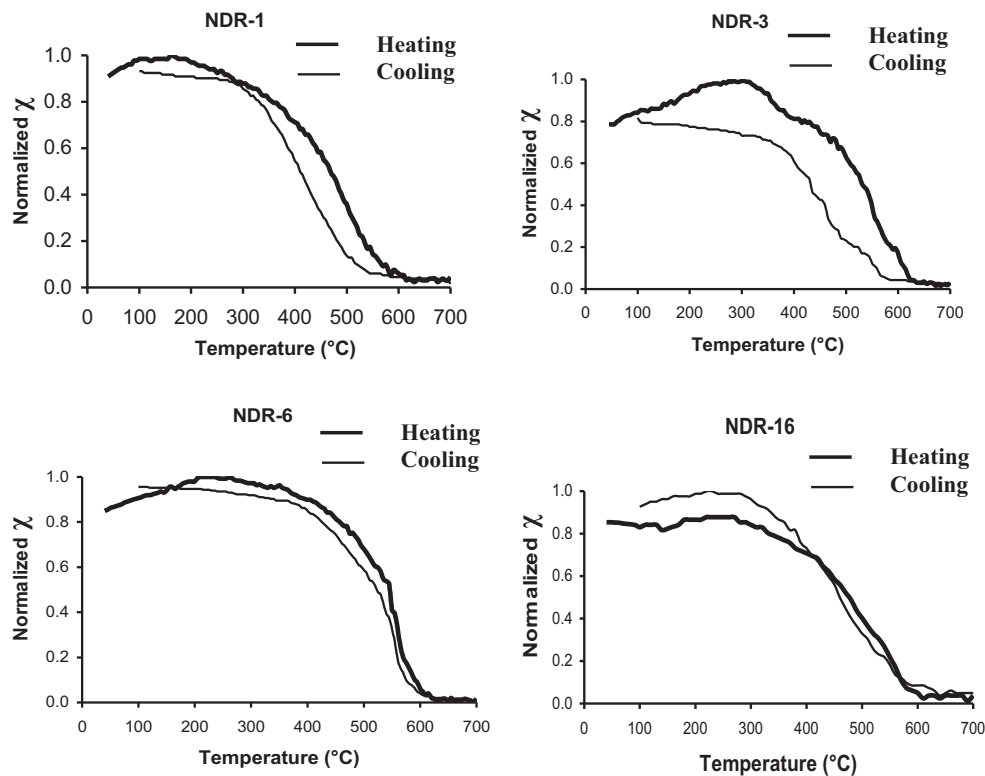 NDR-1
Heating
Cooling
Normalized χ
1.0
0.8
0.6
0.4
0.2
0.0
0 100 200 300 400 500 600 700
Temperature (°C)
NDR-3
Heating
Cooling
Normalizied χ
1.0
0.8
0.6
0.4
0.2
0.0
0 100 200 300 400 500 600 700
Temperature (°C)
NDR-6
Heating
Cooling
Normalized χ
1.0
0.8
0.6
0.4
0.2
0.0
0 100 200 300 400 500 600 700
Temperature (°C)
NDR-16
Heating
Cooling
Normalized χ
1.0
0.8
0.6
0.4
0.2
0.0
0 100 200 300 400 500 600 700
Temperature (°C)